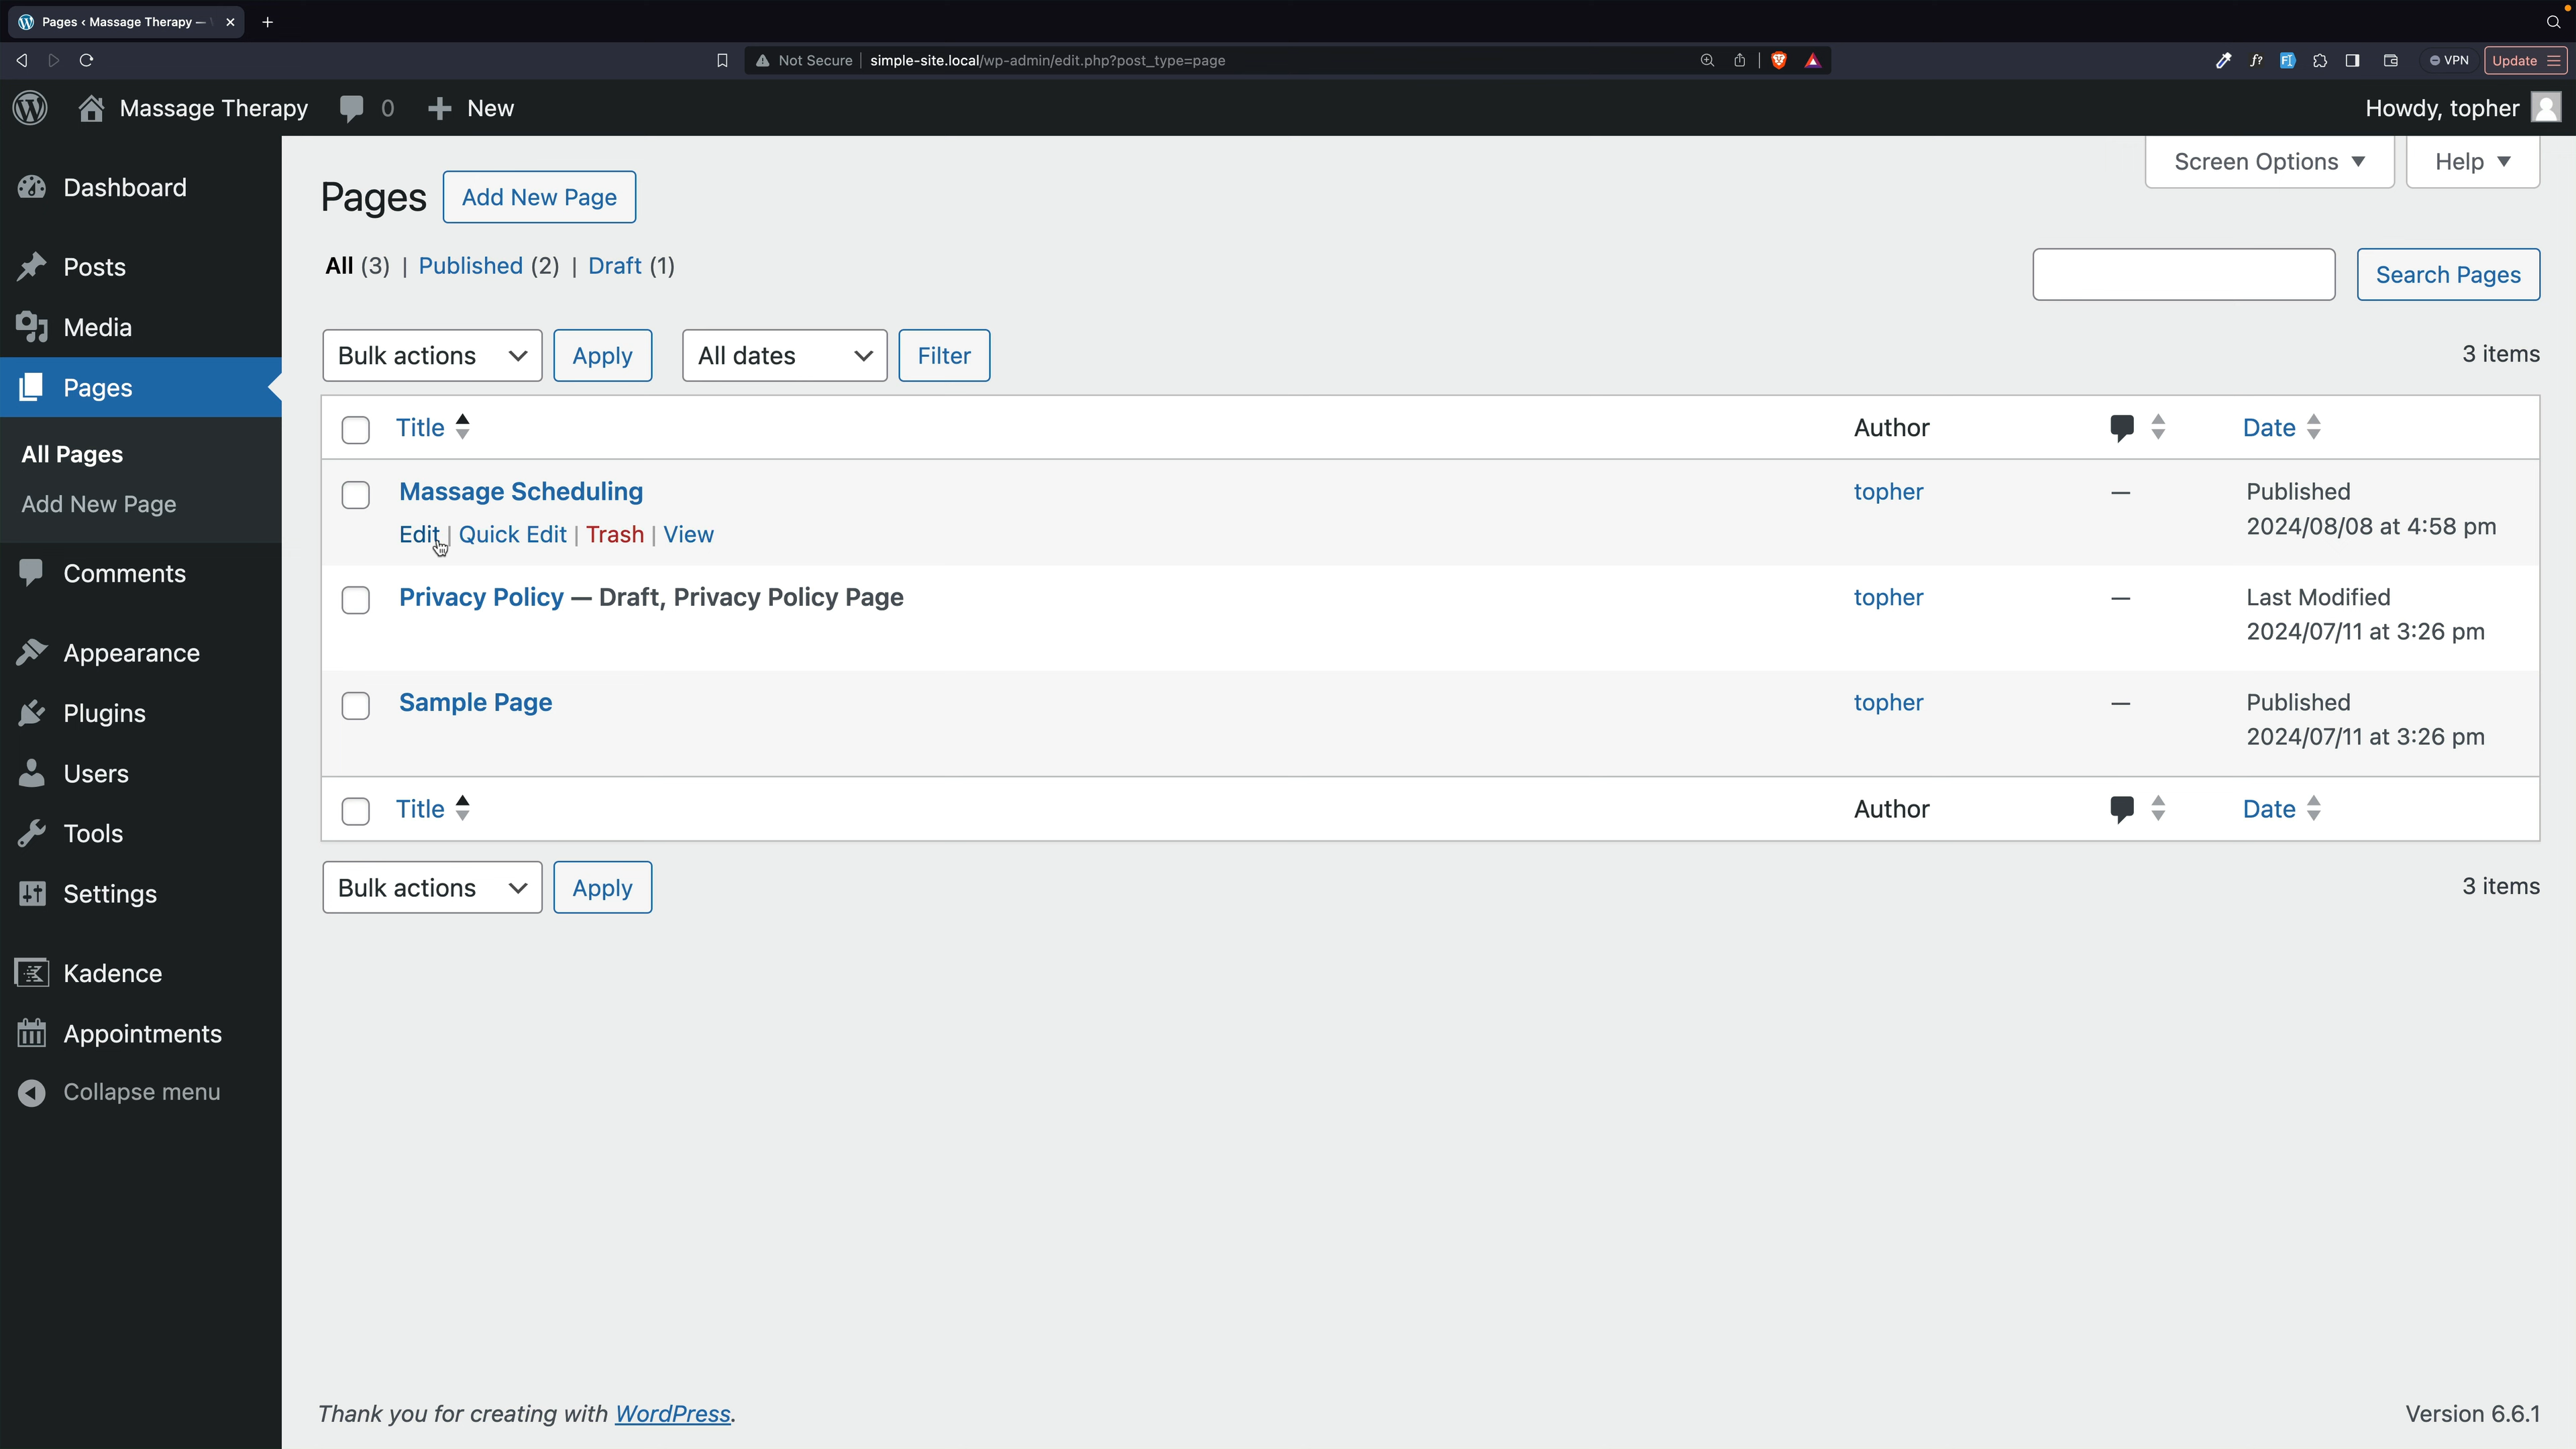 Pages ‹ Massage Therapy —
Not Secure simple-site.local/wp-admin/edit.php?post_type=page
VPN
Update
Massage Therapy 0 New
Howdy, topher
Dashboard
Posts
Media
Pages
All Pages
Add New Page
Comments
Appearance
Plugins
Users
Tools
Settings
Kadence
Appointments
Collapse menu
Screen Options Help
Pages Add New Page
All (3) | Published (2) | Draft (1)
Search Pages
Bulk actions Apply All dates Filter 3 items
Title Author Date
Massage Scheduling topher — Published
Edit | Quick Edit | Trash | View 2024/08/08 at 4:58 pm
Privacy Policy — Draft, Privacy Policy Page topher — Last Modified
2024/07/11 at 3:26 pm
Sample Page topher — Published
2024/07/11 at 3:26 pm
Title Author Date
Bulk actions Apply 3 items
Thank you for creating with WordPress. Version 6.6.1